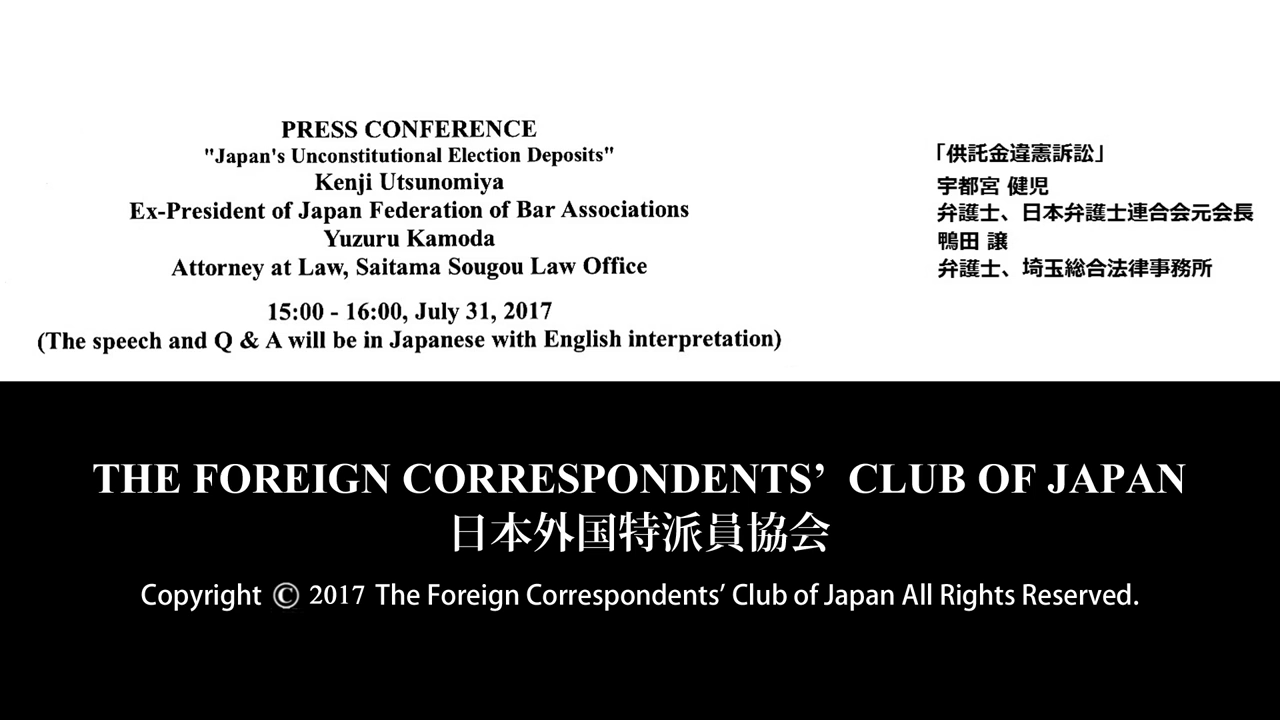 PRESS CONFERENCE
"Japan's Unconstitutional Election Deposits"
Kenji Utsunomiya
Ex-President of Japan Federation of Bar Associations
Yuzuru Kamoda
Attorney at Law, Saitama Sougou Law Office
15:00 - 16:00, July 31, 2017
(The speech and Q & A will be in Japanese with English interpretation)
「供託金違憲訴訟」
宇都宮 健児
弁護士、日本弁護士連合会元会長
鴨田 譲
弁護士、埼玉総合法律事務所
THE FOREIGN CORRESPONDENTS’ CLUB OF JAPAN
日本外国特派員協会
Copyright © 2017 The Foreign Correspondents’ Club of Japan All Rights Reserved.